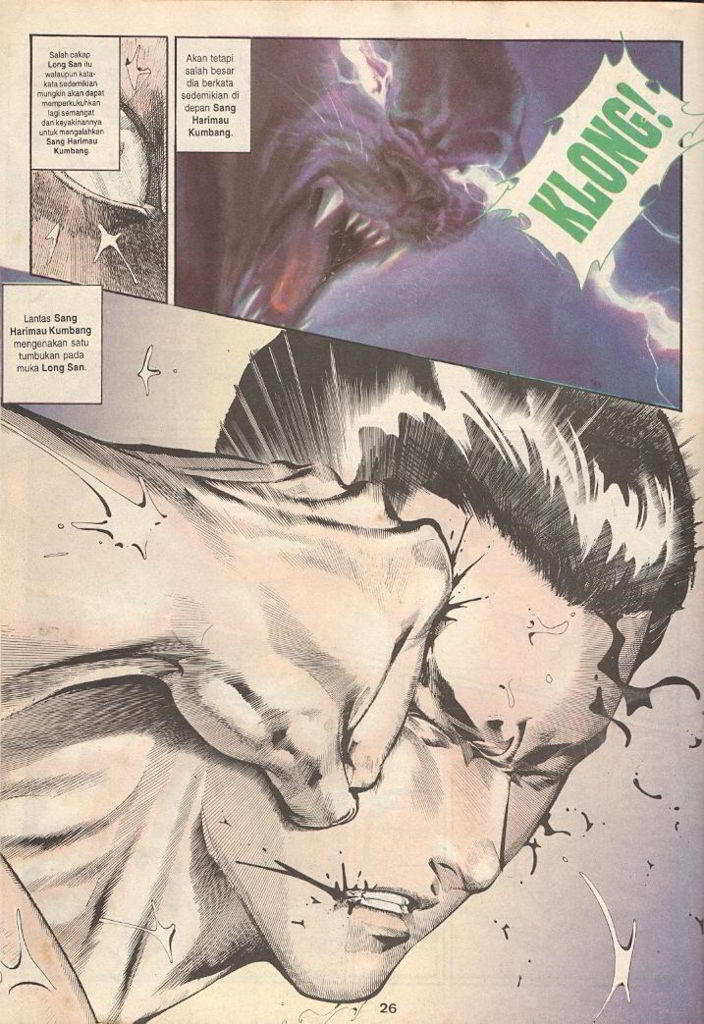 Salah cakap
Long San itu
walaupun kata-
kata sedemikian
mungkin akan dapat
memperkukuhkan
lagi semangat
dan keyakinannya
untuk mengalahkan
Sang Harimau
Kumbang.
Akan tetapi
salah besar
dia berkata
sedemikian di
depan Sang
Harimau
Kumbang.
KLONG!
Lantas Sang
Harimau Kumbang
mengenakan satu
tumbukan pada
muka Long San.
26